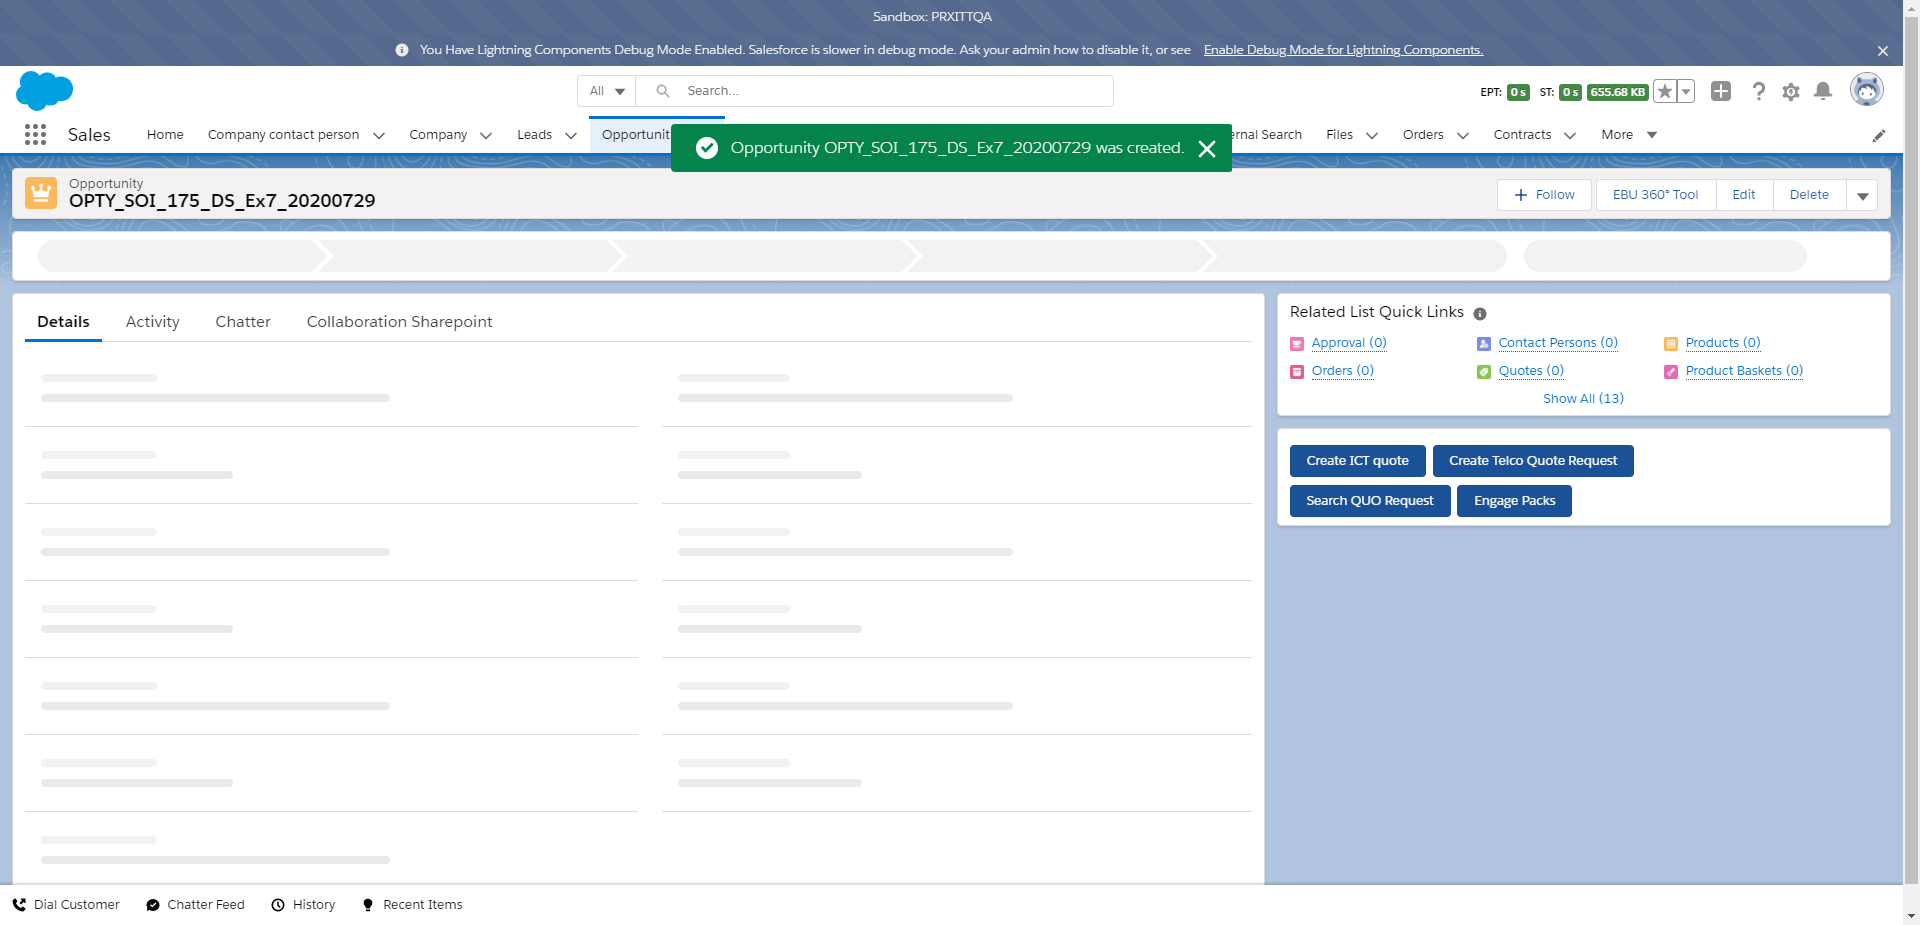 Sandbox: PRXITTQA
You Have Lightning Components Debug Mode Enabled. Salesforce is slower in debug mode. Ask your admin how to disable it, or see Enable Debug Mode for Lightning Components.
All Search...
EPT: 0 s ST: 0 s 655.68 KB
Sales Home Company contact person Company Leads Opportunit
ernal Search Files Orders Contracts More
Opportunity OPTY_SOI_175_DS_Ex7_20200729 was created.
Opportunity
OPTY_SOI_175_DS_Ex7_20200729
Follow EBU 360° Tool Edit Delete
Details Activity Chatter Collaboration Sharepoint
Related List Quick Links
Approval (0) Contact Persons (0) Products (0)
Orders (0) Quotes (0) Product Baskets (0)
Show All (13)
Create ICT quote Create Telco Quote Request
Search QUO Request Engage Packs
Dial Customer Chatter Feed History Recent Items